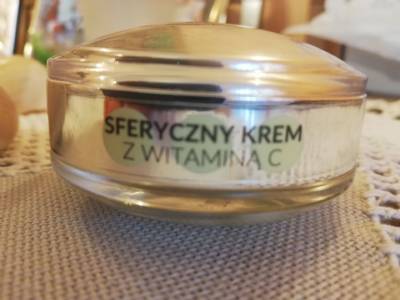 SFERYCZNY KREM
Z WITAMINĄ C